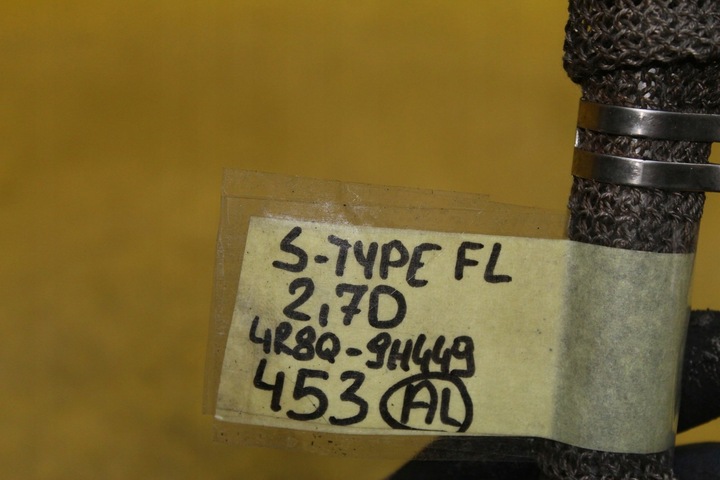 S-TYPE FL
2,7D
4R8Q-9H449
453 AL